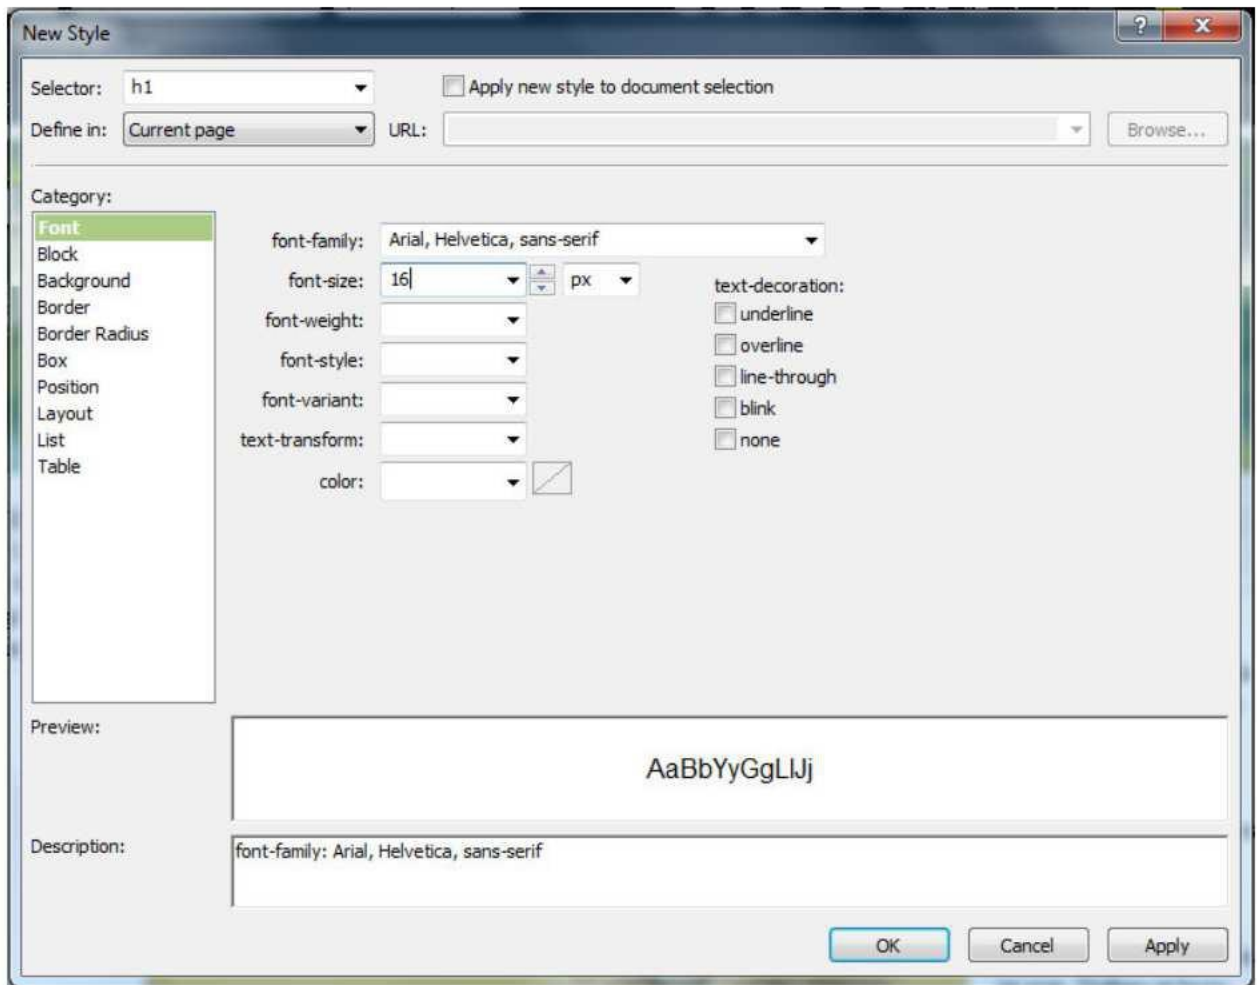 New Style
?
Selector: h1
Apply new style to document selection
Define in: Current page URL: Browse...
Category:
Font
Block
Background
Border
Border Radius
Box
Position
Layout
List
Table
font-family: Arial, Helvetica, sans-serif
font-size: 16 px
font-weight:
font-style:
font-variant:
text-transform:
color:
text-decoration:
underline
overline
line-through
blink
none
Preview:
AaBbYyGgLlJj
Description:
font-family: Arial, Helvetica, sans-serif
OK Cancel Apply